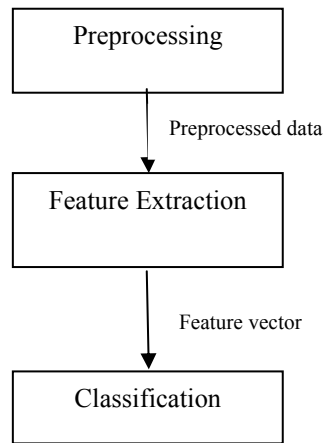 Preprocessing
Preprocessed data
Feature Extraction
Feature vector
Classification